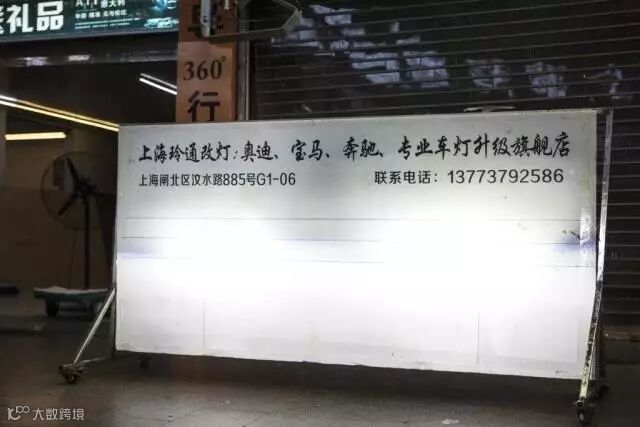 礼品
360°
行
上海玲通改灯:奥迪、宝马、奔驰、专业车灯升级旗舰店
上海闸北区汶水路885号G1-06
联系电话:13773792586
大数跨境